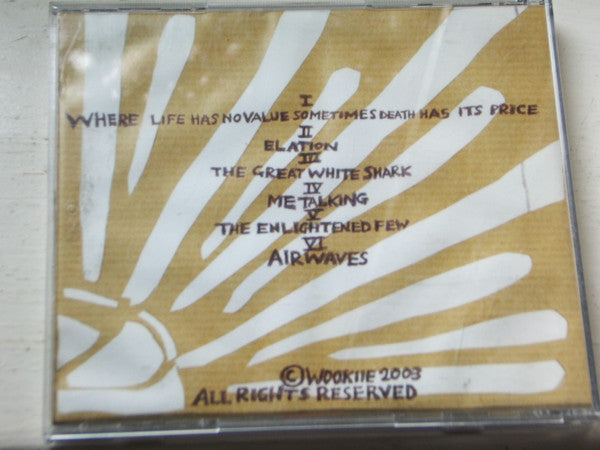 I
WHERE LIFE HAS NO VALUE SOMETIMES DEATH HAS ITS PRICE
II
ELATION
III
THE GREAT WHITE SHARK
IV
ME TALKING
V
THE ENLIGHTENED FEW
VI
AIRWAVES
© WOOKIIE 2003
ALL RIGHTS RESERVED